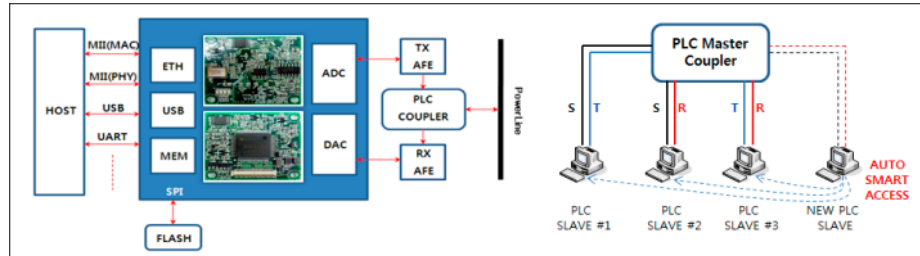 HOST
MII(MAC)
MII(PHY)
USB
UART
ETH
USB
MEM
SPI
FLASH
ADC
DAC
TX
AFE
PLC
COUPLER
RX
AFE
PowerLine
PLC Master
Coupler
S T
S R
T R
AUTO
SMART
ACCESS
PLC
SLAVE #1
PLC
SLAVE #2
PLC
SLAVE #3
NEW PLC
SLAVE